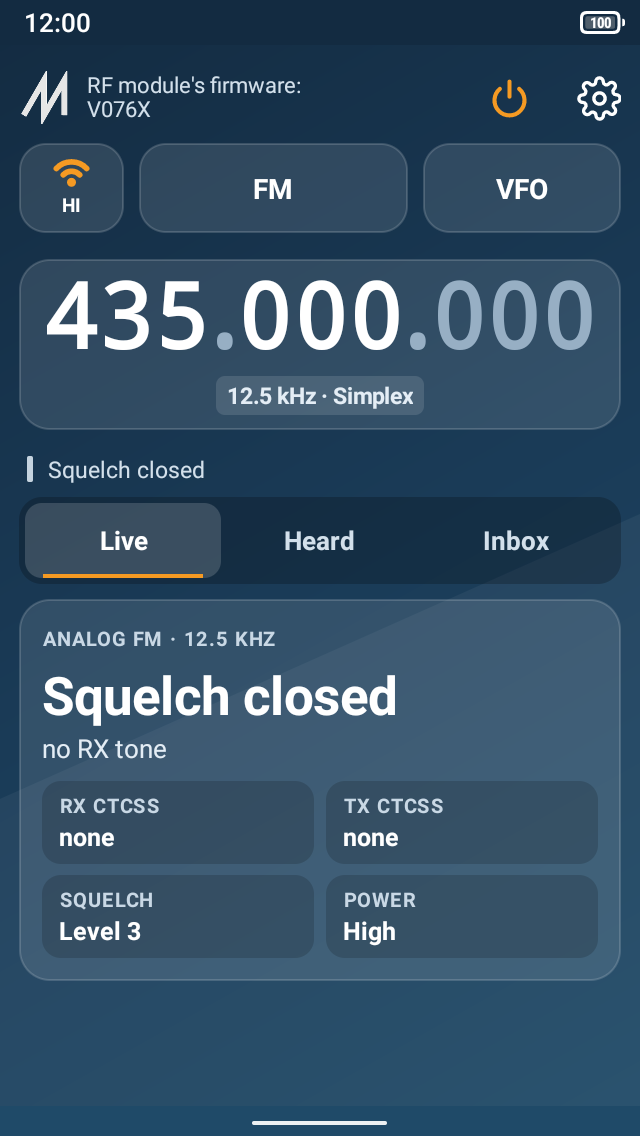 12:00
100
RF module's firmware:
V076X
HI
FM
VFO
435.000.000
12.5 kHz · Simplex
Squelch closed
Live
Heard
Inbox
ANALOG FM · 12.5 KHZ
Squelch closed
no RX tone
RX CTCSS
none
TX CTCSS
none
SQUELCH
Level 3
POWER
High